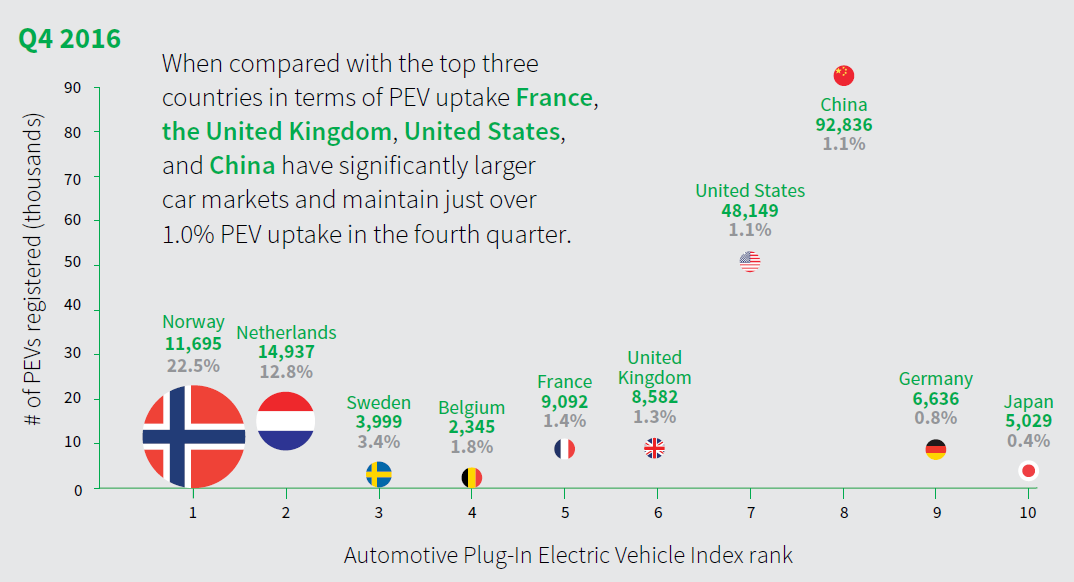 Q4 2016
When compared with the top three
countries in terms of PEV uptake France,
the United Kingdom, United States,
and China have significantly larger
car markets and maintain just over
1.0% PEV uptake in the fourth quarter.
# of PEVs registered (thousands)
90
80
70
60
50
40
30
20
10
0
Norway
11,695
22.5%
Netherlands
14,937
12.8%
Sweden
3,999
3.4%
Belgium
2,345
1.8%
France
9,092
1.4%
United
Kingdom
8,582
1.3%
United States
48,149
1.1%
China
92,836
1.1%
Germany
6,636
0.8%
Japan
5,029
0.4%
1 2 3 4 5 6 7 8 9 10
Automotive Plug-In Electric Vehicle Index rank